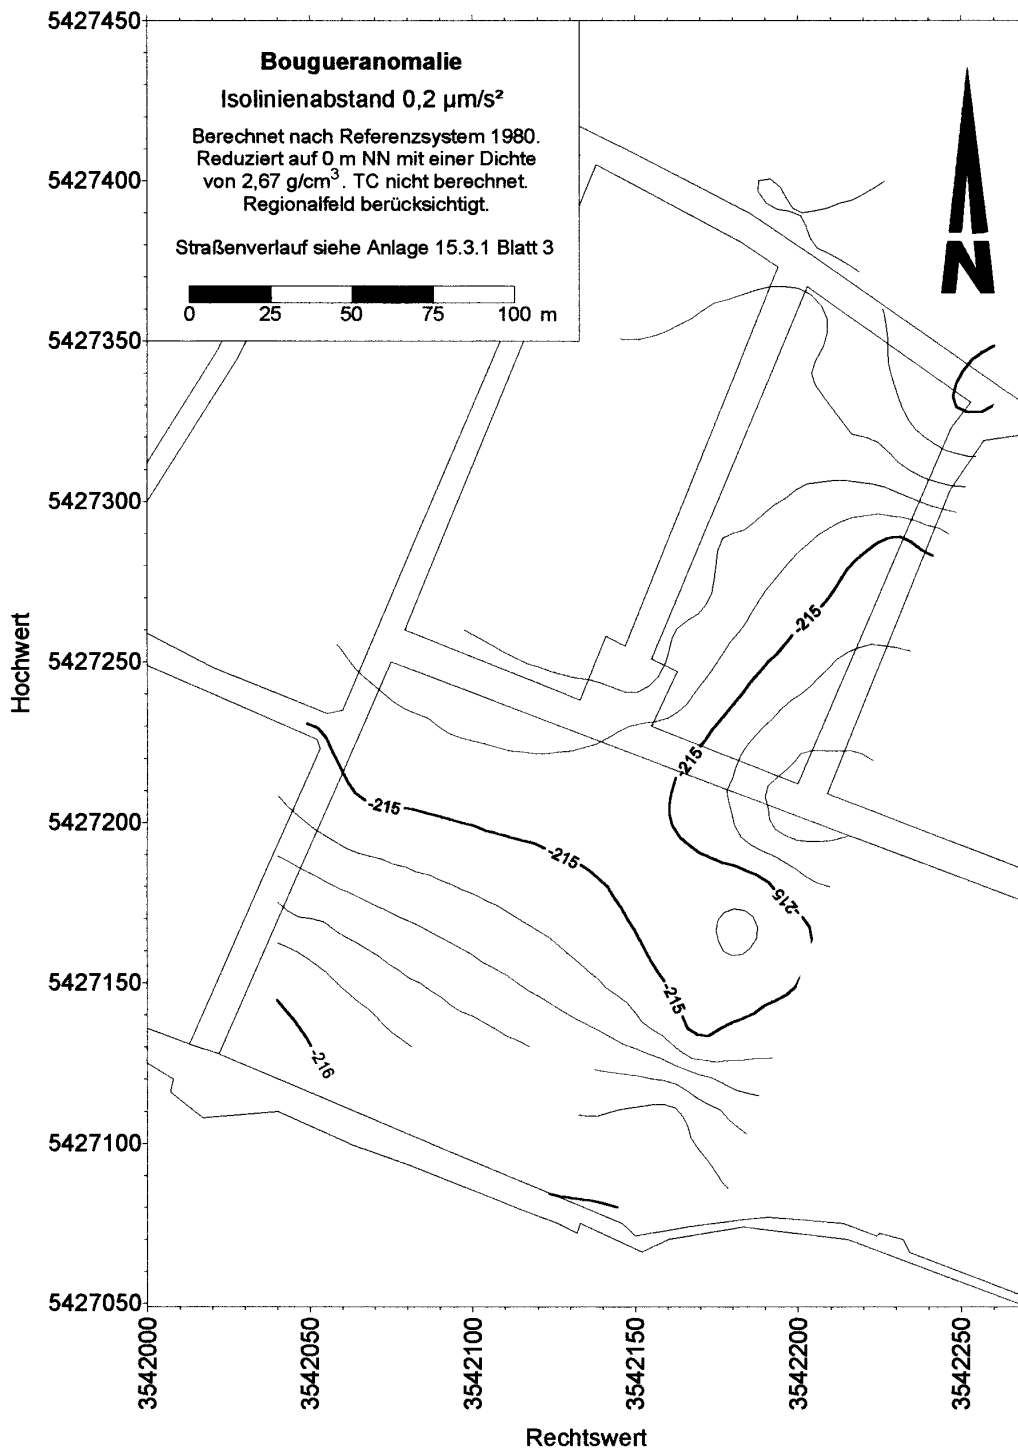 Bougueranomalie
Isolinienabstand 0,2 µm/s²
Berechnet nach Referenzsystem 1980.
Reduziert auf 0 m NN mit einer Dichte
von 2,67 g/cm³. TC nicht berechnet.
Regionalfeld berücksichtigt.
Straßenverlauf siehe Anlage 15.3.1 Blatt 3
0 25 50 75 100 m
N
5427450
5427400
5427350
5427300
5427250
5427200
5427150
5427100
5427050
Hochwert
-215
-215
-215
-215
-215
-215
-216
3542000
3542050
3542100
3542150
3542200
3542250
Rechtswert